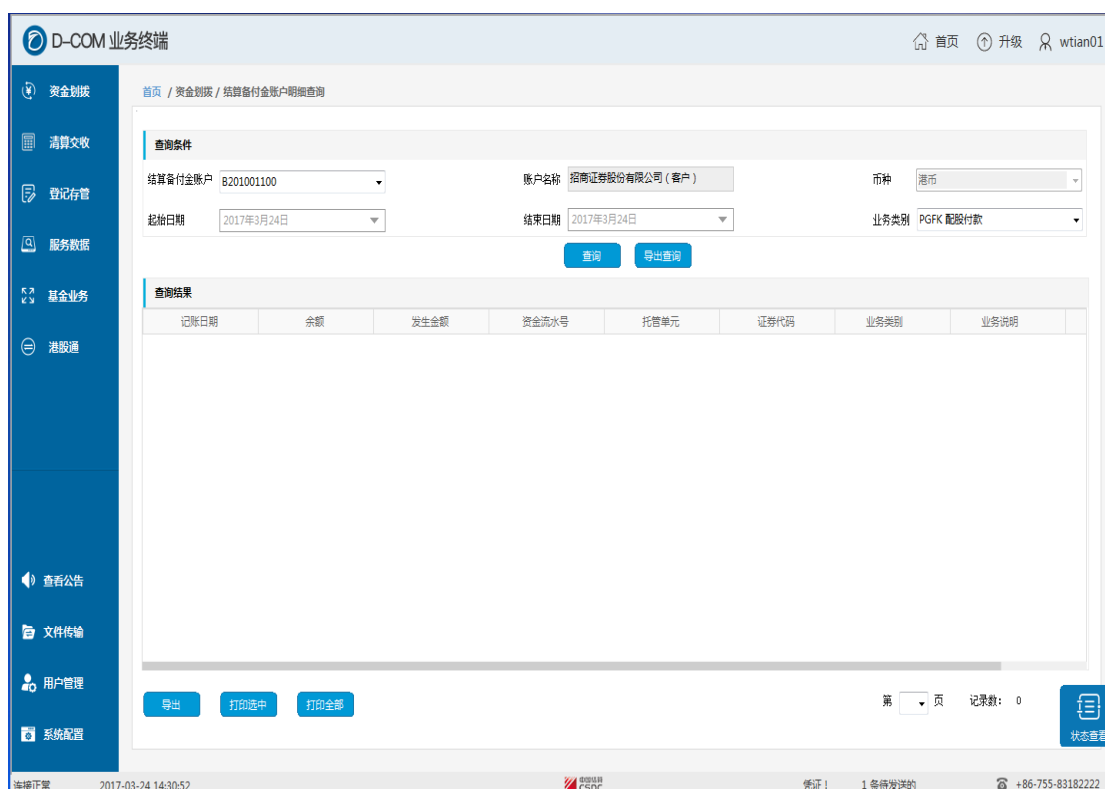 D-COM 业务终端 首页 升级 wtian01
资金划拨
清算交收
登记存管
服务数据
基金业务
港股通
查看公告
文件传输
用户管理
系统配置
首页 / 资金划拨 / 结算备付金账户明细查询
查询条件
结算备付金账户 B201001100 账户名称 招商证券股份有限公司（客户） 币种 港币
起始日期 2017年3月24日 结束日期 2017年3月24日 业务类别 PGFK 配股付款
查询 导出查询
查询结果
记账日期 余额 发生金额 资金流水号 托管单元 证券代码 业务类别 业务说明
导出 打印选中 打印全部 第 页 记录数： 0
状态查看
连接正常 2017-03-24 14:30:52 CSDC 凭证！ 1 条待发送的 +86-755-83182222